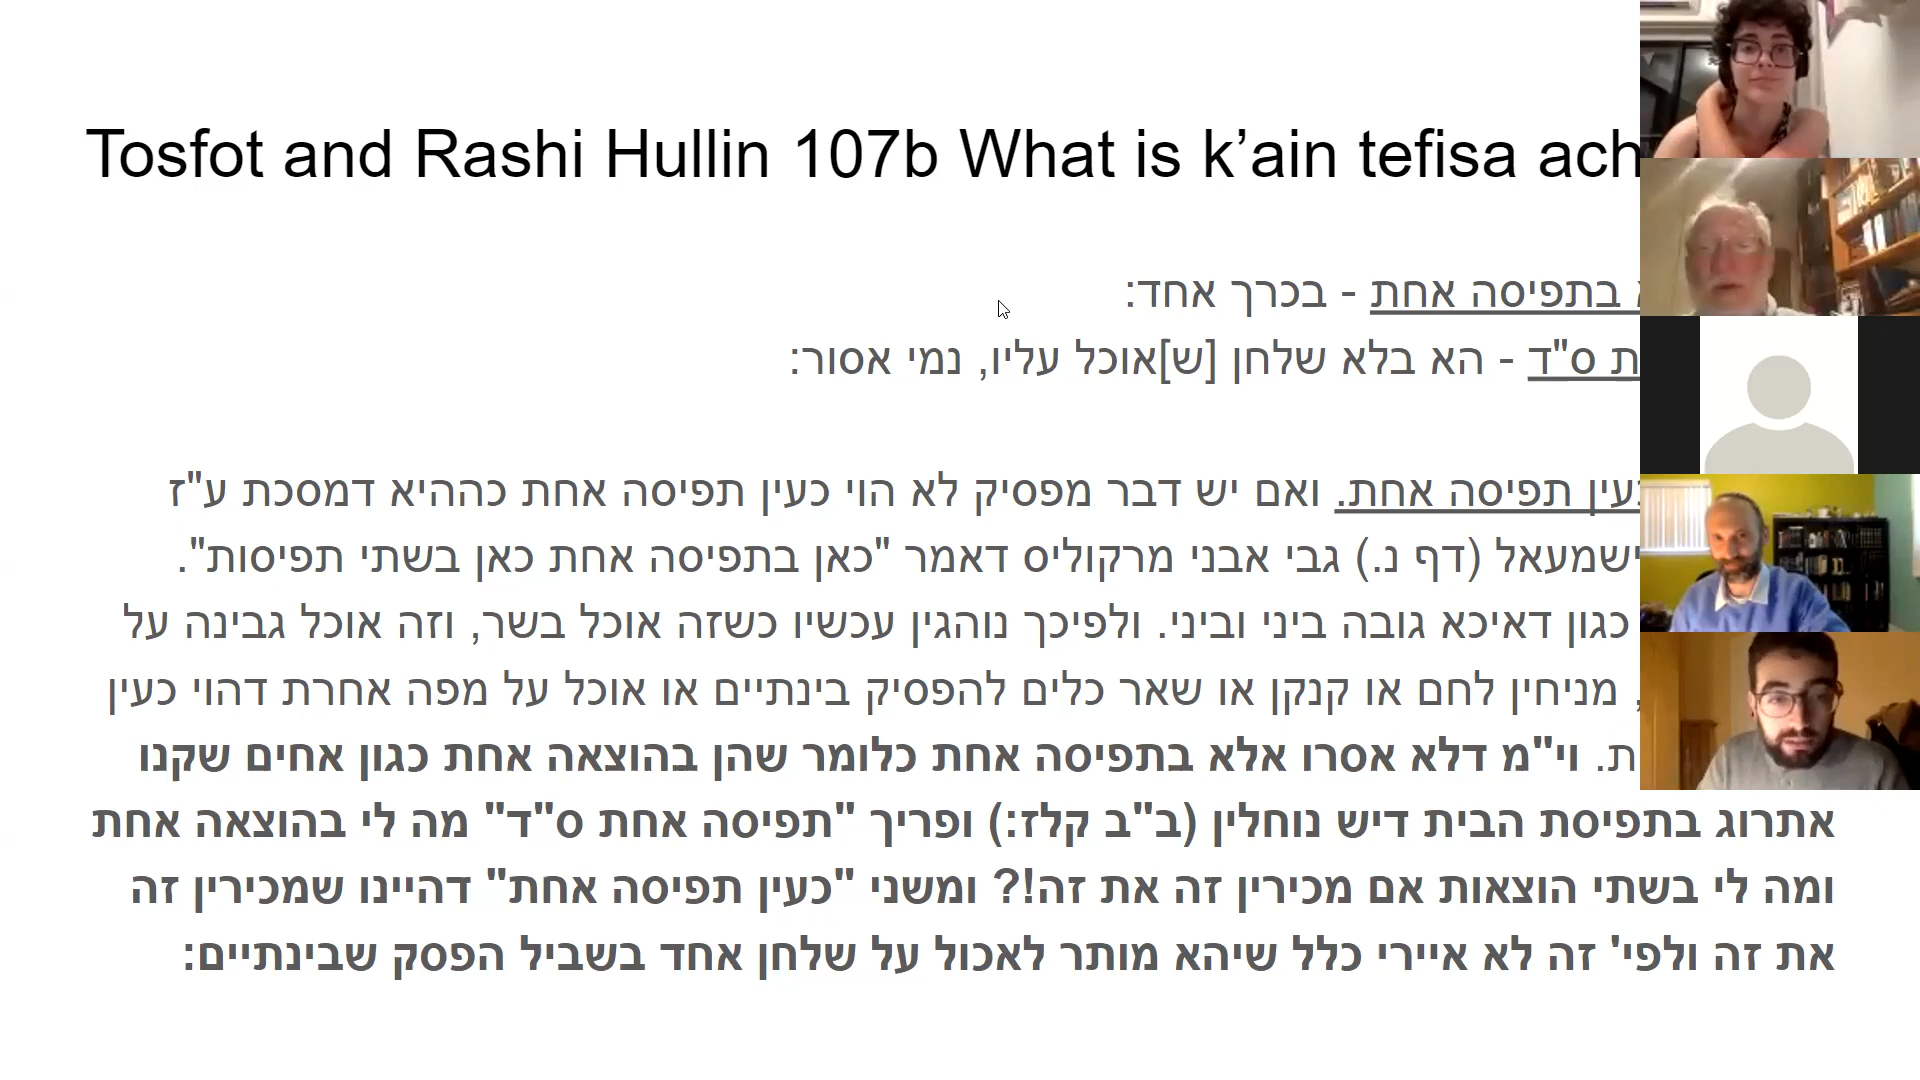 Tosfot and Rashi Hullin 107b What is k’ain tefisa ach
בתפיסה אחת - בכרך אחד:
ס"ד - הא בלא שלחן [ש]אוכל עליו, נמי אסור:
תפיסה אחת. ואם יש דבר מפסיק לא הוי כעין תפיסה אחת כההיא דמסכת ע"ז
ישמעאל (דף נ.) גבי אבני מרקוליס דאמר "כאן בתפיסה אחת כאן בשתי תפיסות".
כגון דאיכא גובה ביני וביני. ולפיכך נוהגין עכשיו כשזה אוכל בשר, וזה אוכל גבינה על
, מניחין לחם או קנקן או שאר כלים להפסיק בינתיים או אוכל על מפה אחרת דהוי כעין
וי"מ דלא אסרו אלא בתפיסה אחת כלומר שהן בהוצאה אחת כגון אחים שקנו
אתרוג בתפיסת הבית דיש נוחלין (ב"ב קלז:) ופריך "תפיסה אחת ס"ד" מה לי בהוצאה אחת
ומה לי בשתי הוצאות אם מכירין זה את זה!? ומשני "כעין תפיסה אחת" דהיינו שמכירין זה
את זה ולפי' זה לא איירי כלל שיהא מותר לאכול על שלחן אחד בשביל הפסק שבינתיים: